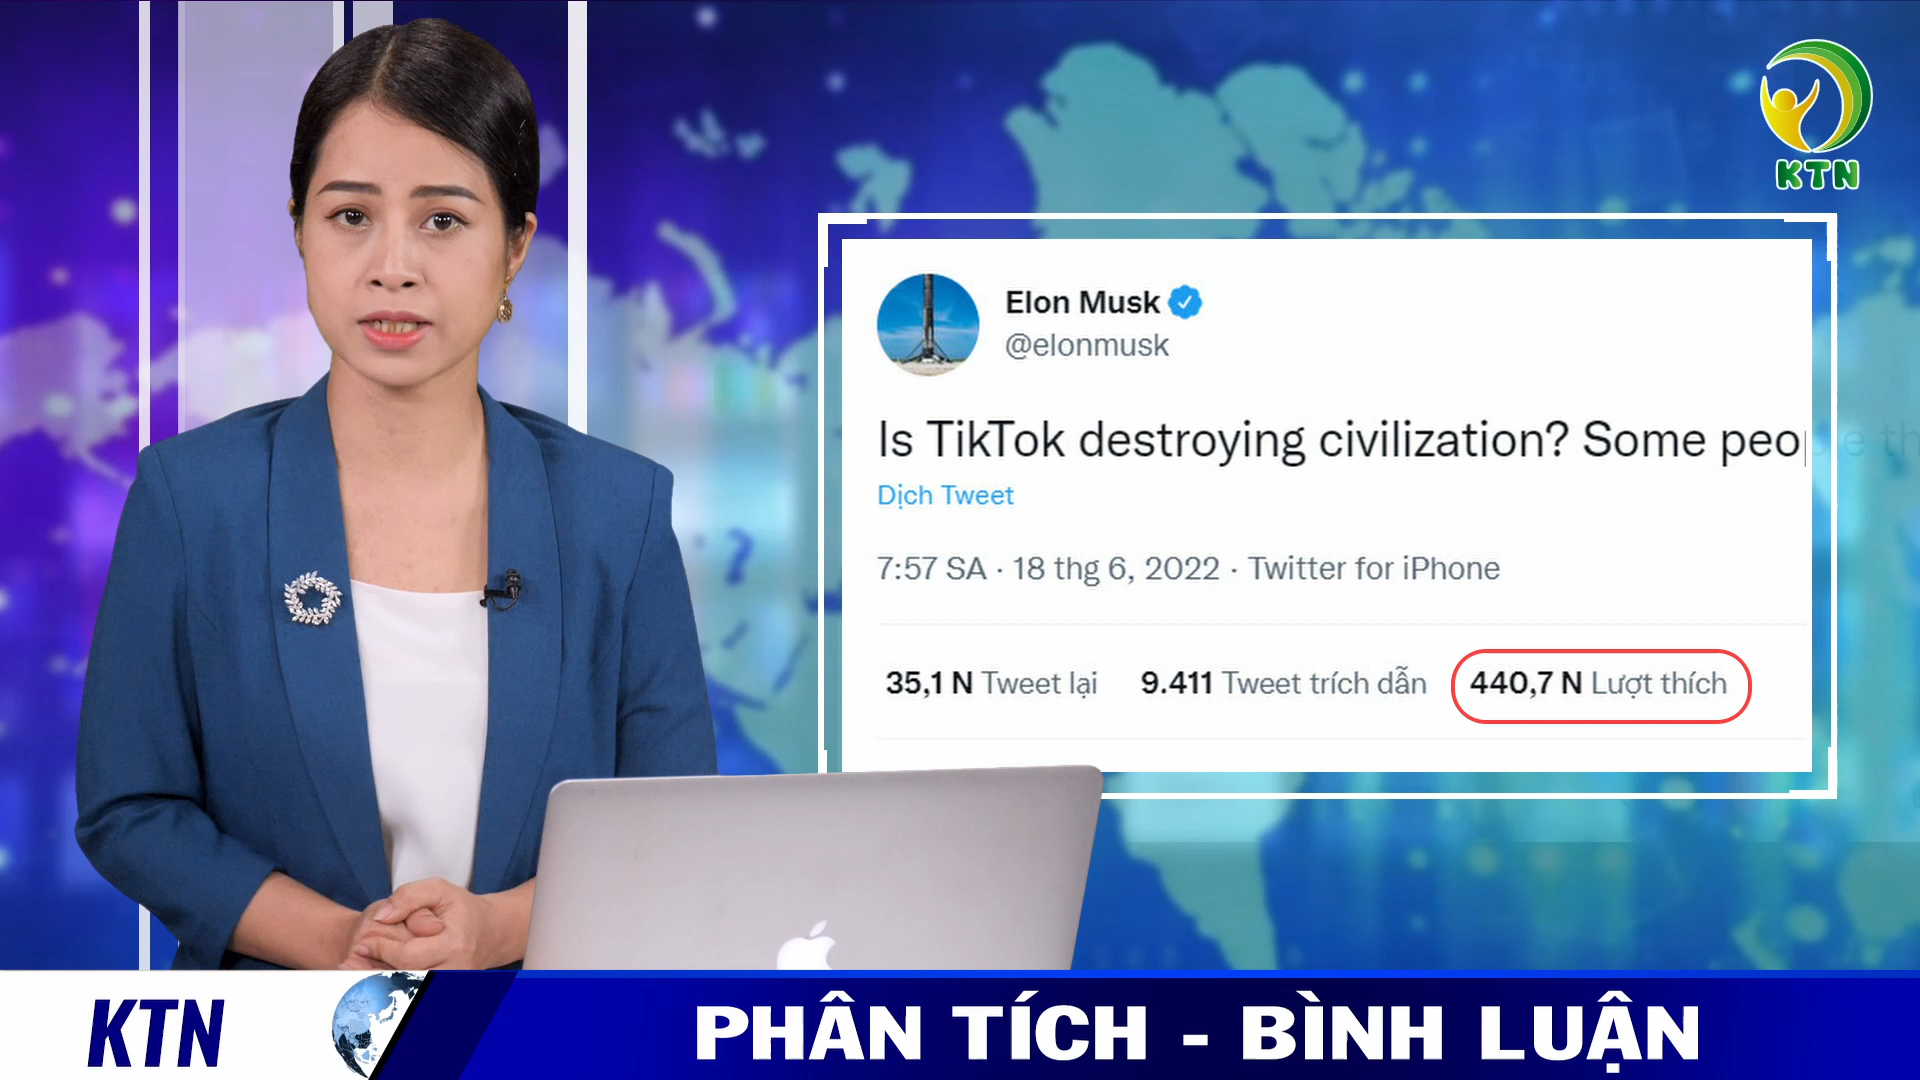 KTN
Elon Musk
@elonmusk
Is TikTok destroying civilization? Some
Dịch Tweet
7:57 SA · 18 thg 6, 2022 · Twitter for iPhone
35,1 N Tweet lại 9.411 Tweet trích dẫn 440,7 N Lượt thích
KTN PHÂN TÍCH - BÌNH LUẬN